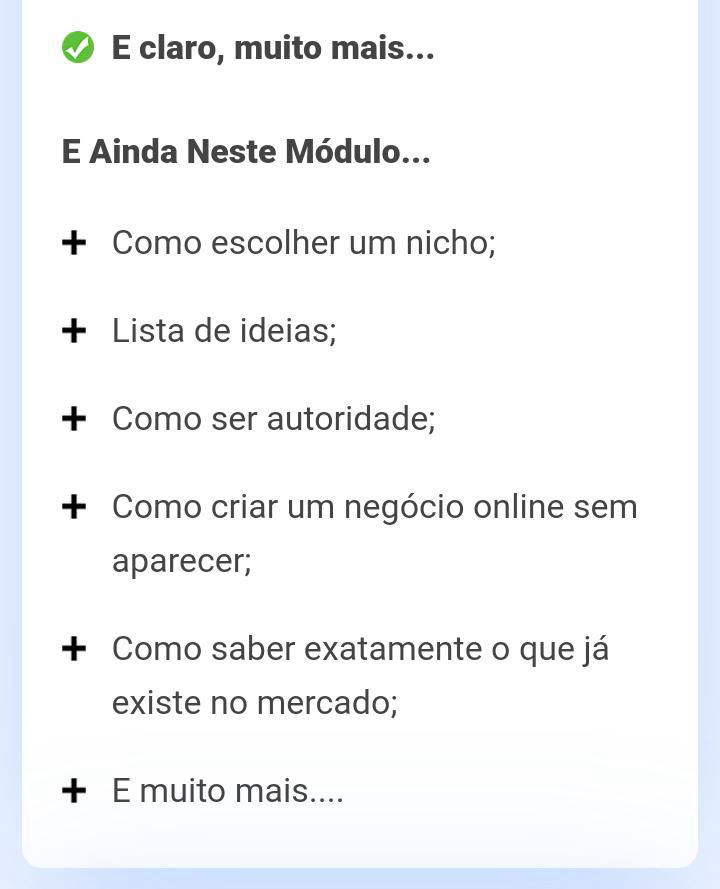 E claro, muito mais...
E Ainda Neste Módulo...
Como escolher um nicho;
Lista de ideias;
Como ser autoridade;
Como criar um negócio online sem
aparecer;
Como saber exatamente o que já
existe no mercado;
E muito mais....